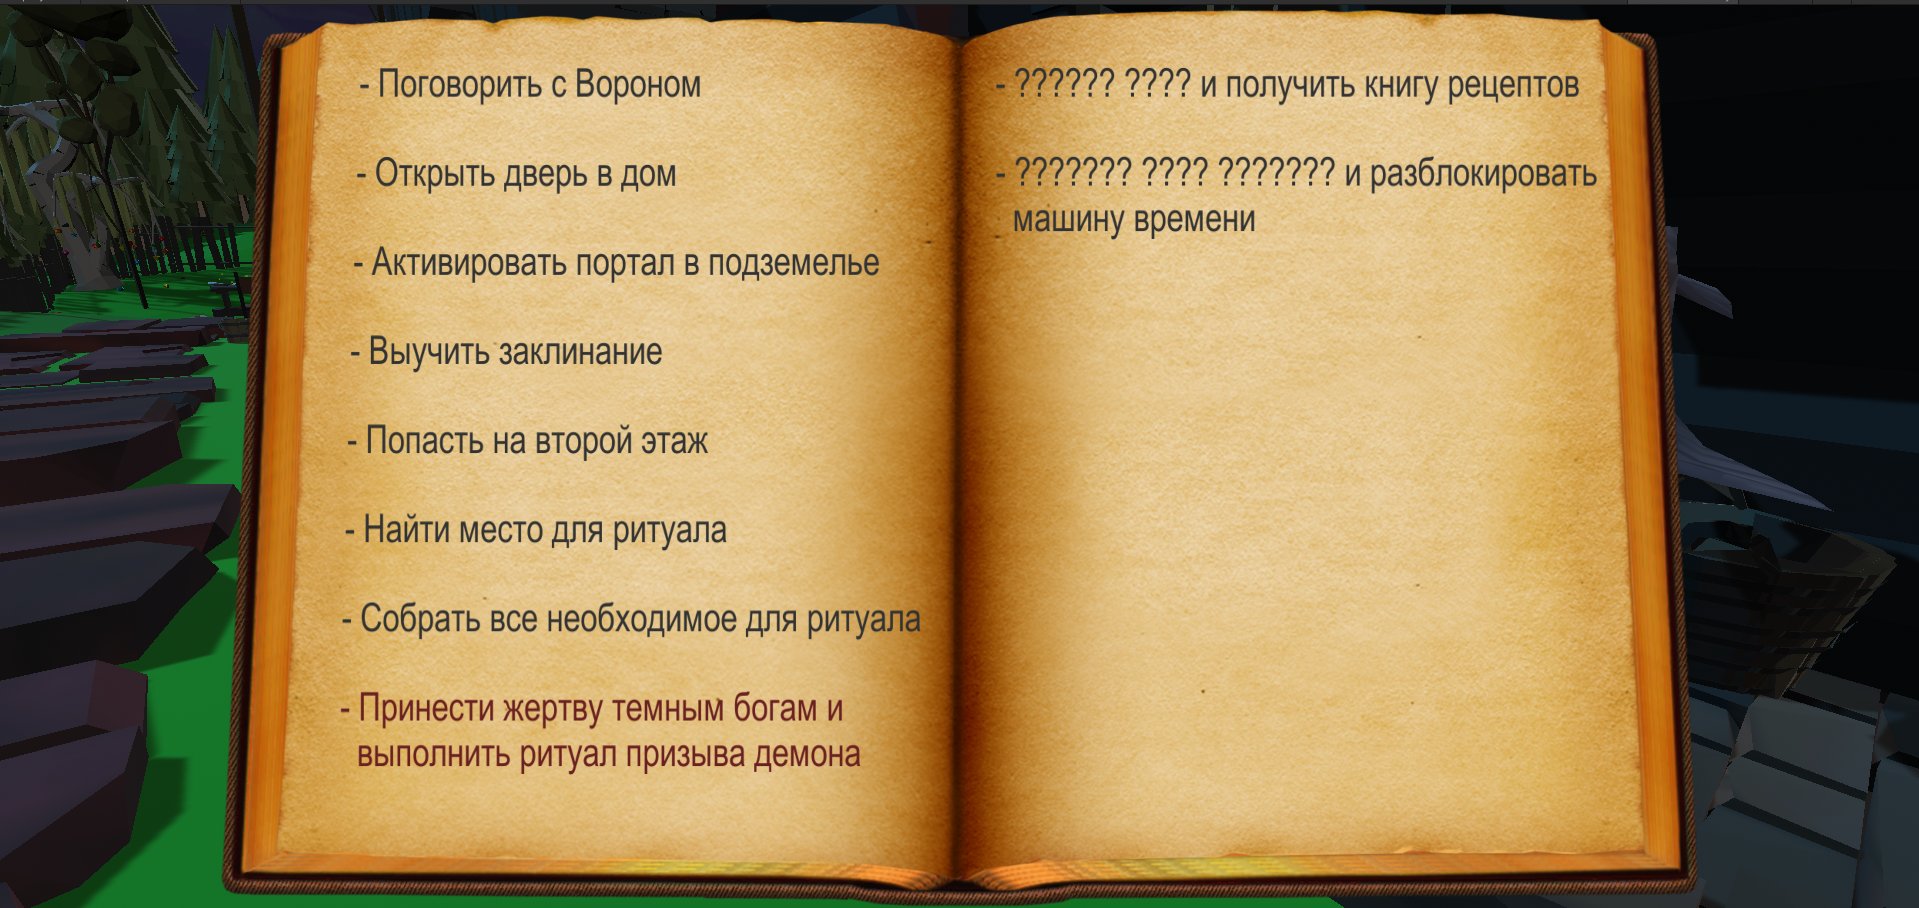 - Поговорить с Вороном
- Открыть дверь в дом
- Активировать портал в подземелье
- Выучить заклинание
- Попасть на второй этаж
- Найти место для ритуала
- Собрать все необходимое для ритуала
- Принести жертву темным богам и
выполнить ритуал призыва демона
- ?????? ???? и получить книгу рецептов
- ??????? ???? ??????? и разблокировать
машину времени